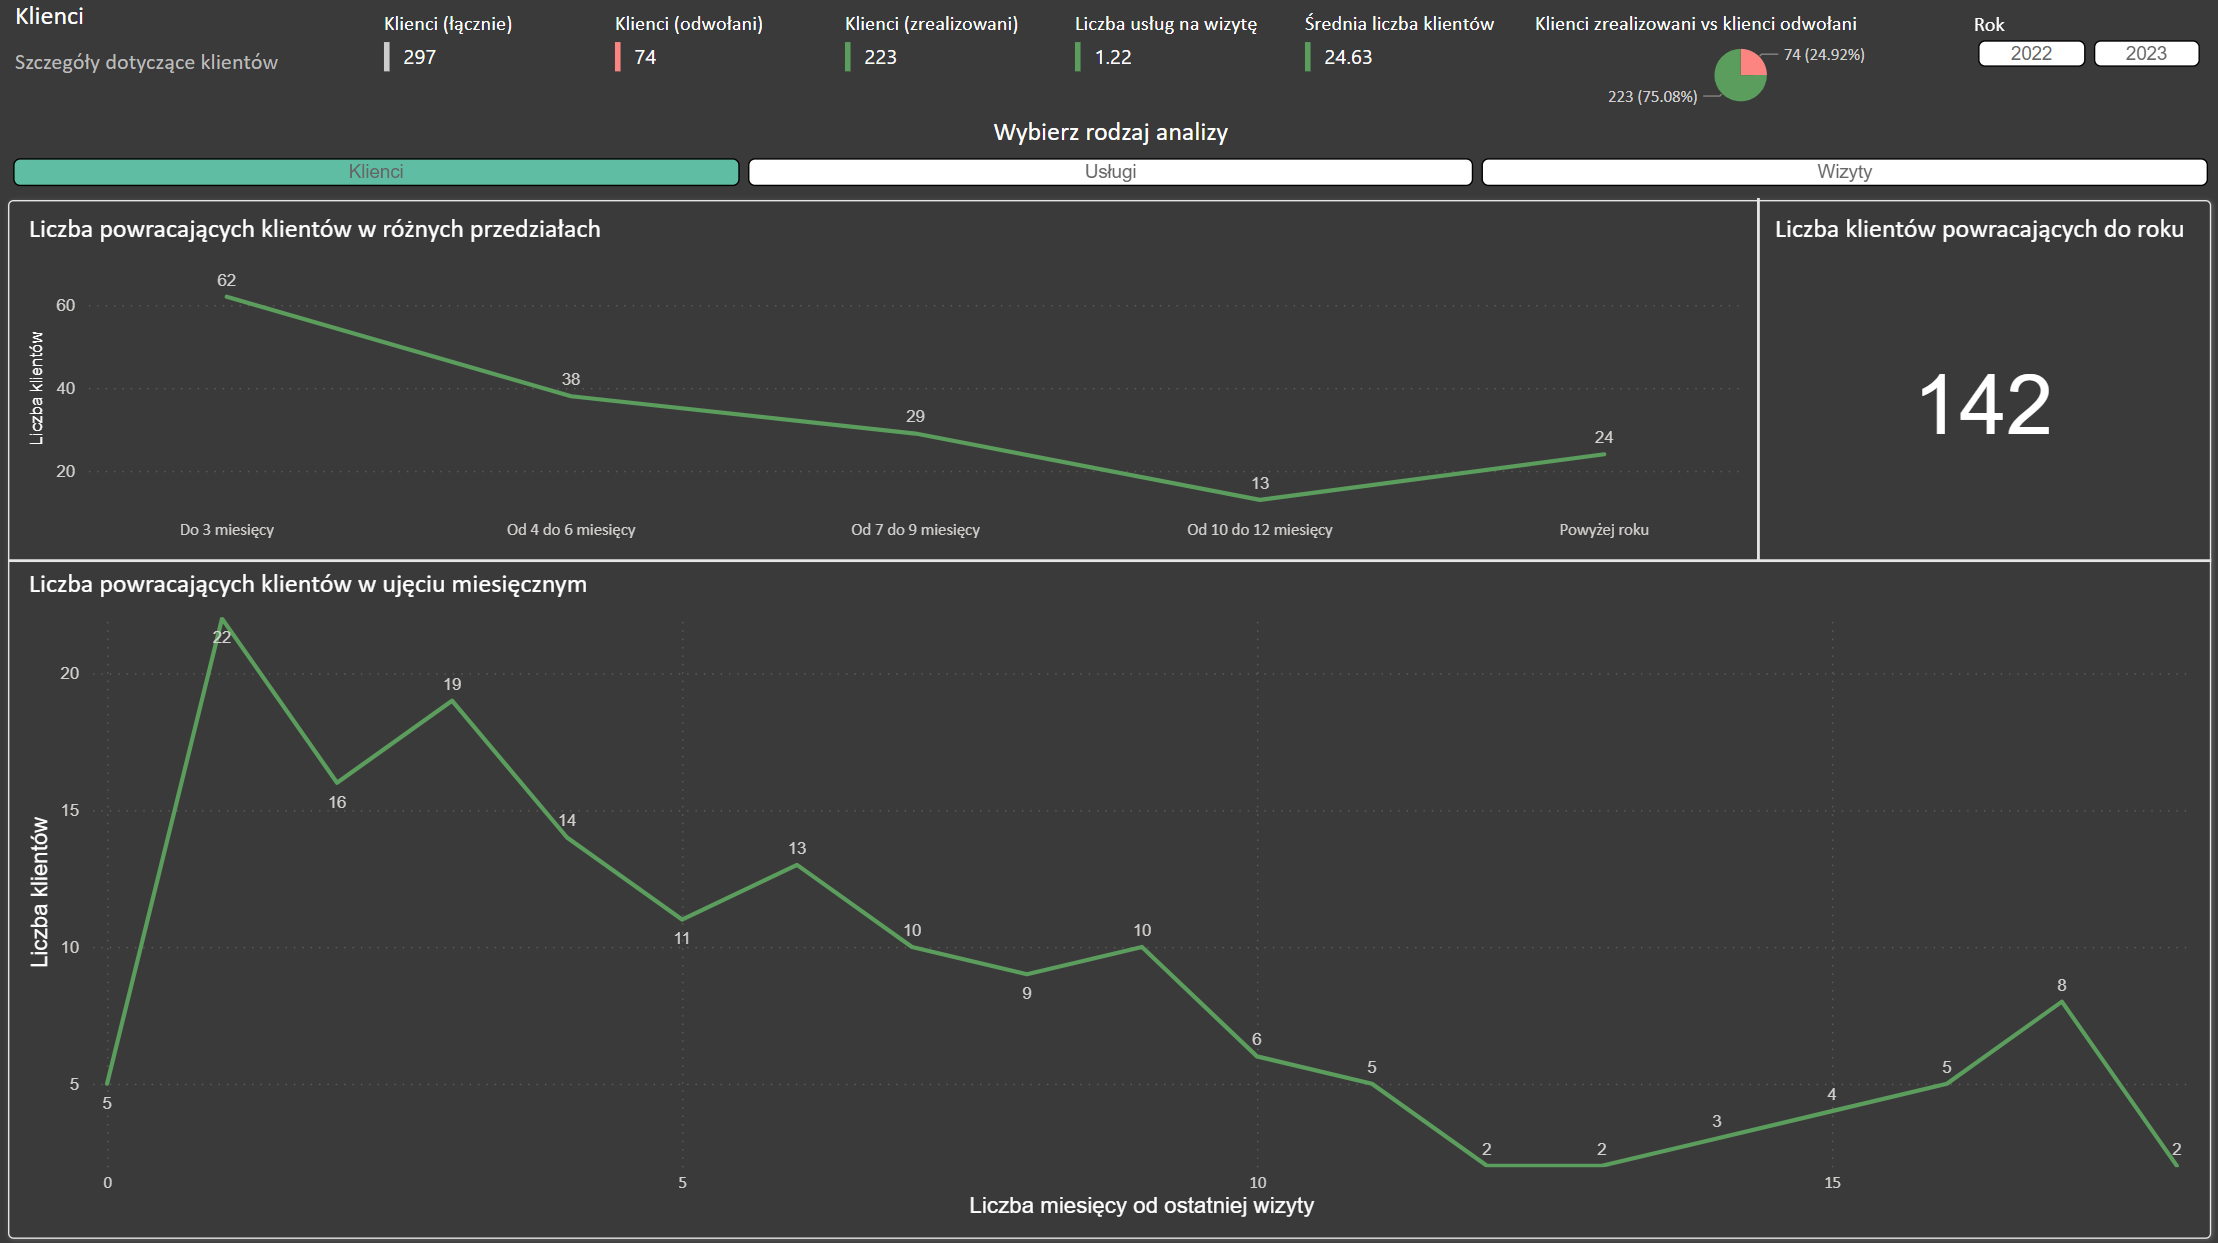 Klienci
Szczegóły dotyczące klientów
Klienci (łącznie)
297
Klienci (odwołani)
74
Klienci (zrealizowani)
223
Liczba usług na wizytę
1.22
Średnia liczba klientów
24.63
Klienci zrealizowani vs klienci odwołani
74 (24.92%)
223 (75.08%)
Rok
2022
2023
Wybierz rodzaj analizy
Klienci
Usługi
Wizyty
Liczba powracających klientów w różnych przedziałach
Liczba klientów
60
40
20
62
38
29
13
24
Do 3 miesięcy
Od 4 do 6 miesięcy
Od 7 do 9 miesięcy
Od 10 do 12 miesięcy
Powyżej roku
Liczba klientów powracających do roku
142
Liczba powracających klientów w ujęciu miesięcznym
Liczba klientów
20
15
10
5
5
22
16
19
14
11
13
10
9
10
6
5
2
2
3
4
5
8
2
0
5
10
15
Liczba miesięcy od ostatniej wizyty